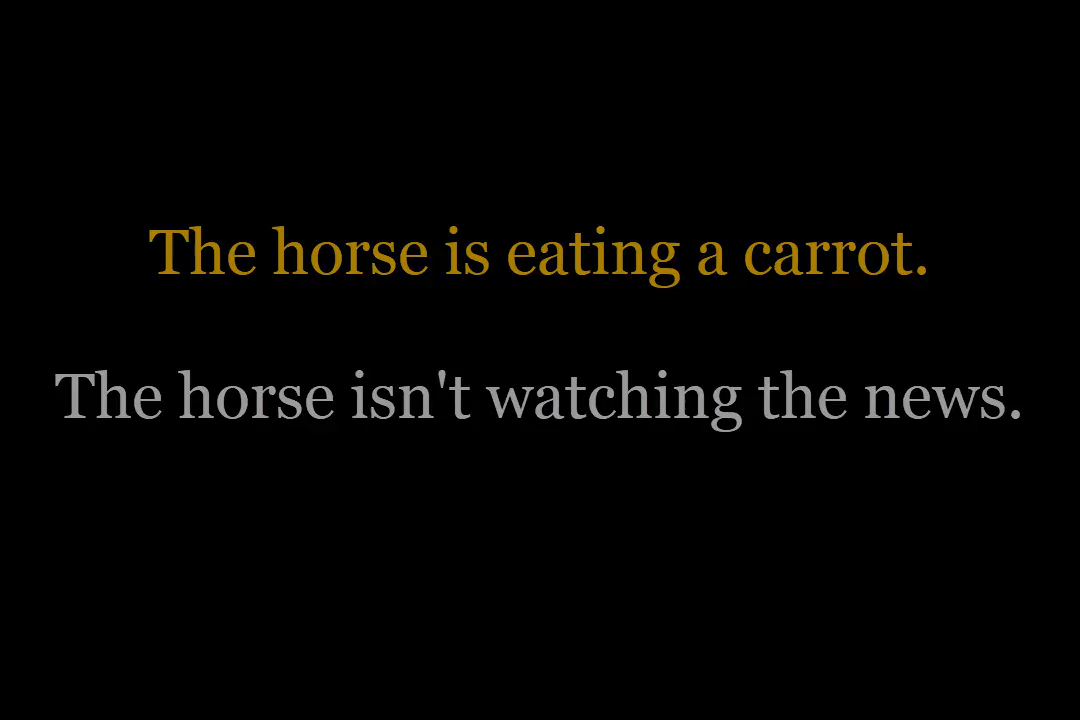 The horse is eating a carrot.
The horse isn't watching the news.